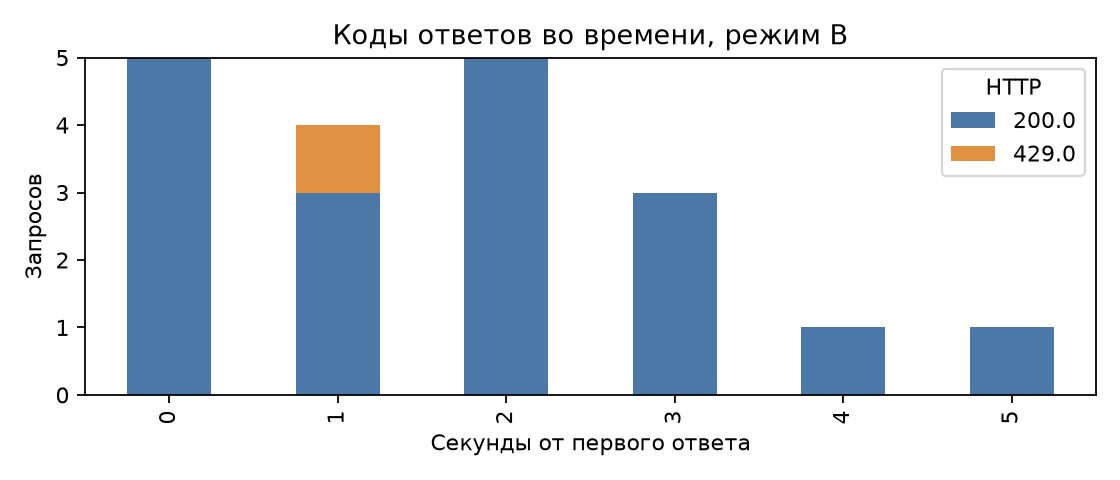 Коды ответов во времени, режим B
HTTP
200.0
429.0
Запросов
5
4
3
2
1
0
0 1 2 3 4 5
Секунды от первого ответа